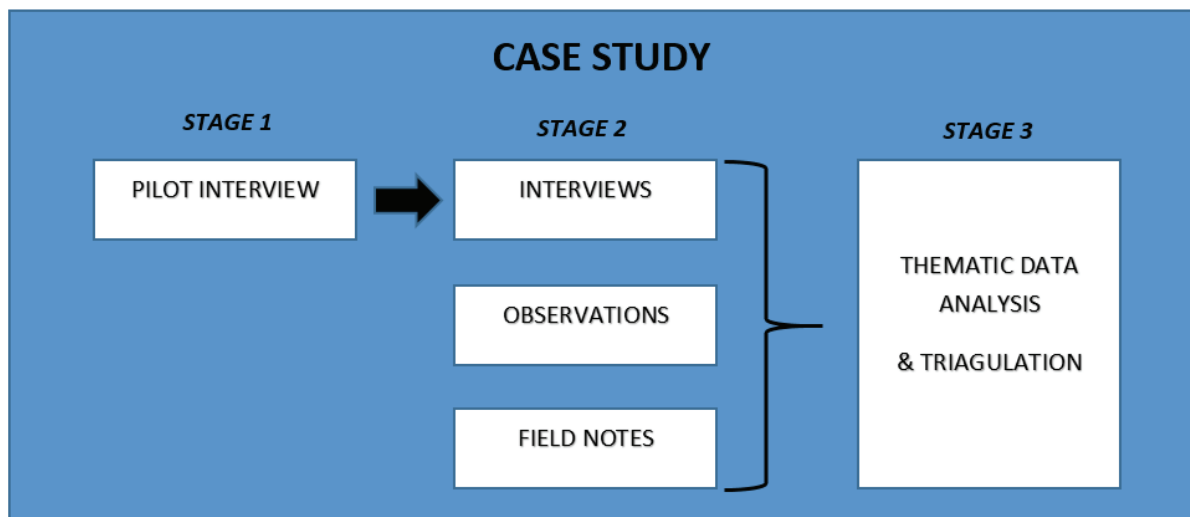 CASE STUDY
STAGE 1
PILOT INTERVIEW
STAGE 2
INTERVIEWS
OBSERVATIONS
FIELD NOTES
STAGE 3
THEMATIC DATA
ANALYSIS
& TRIAGULATION